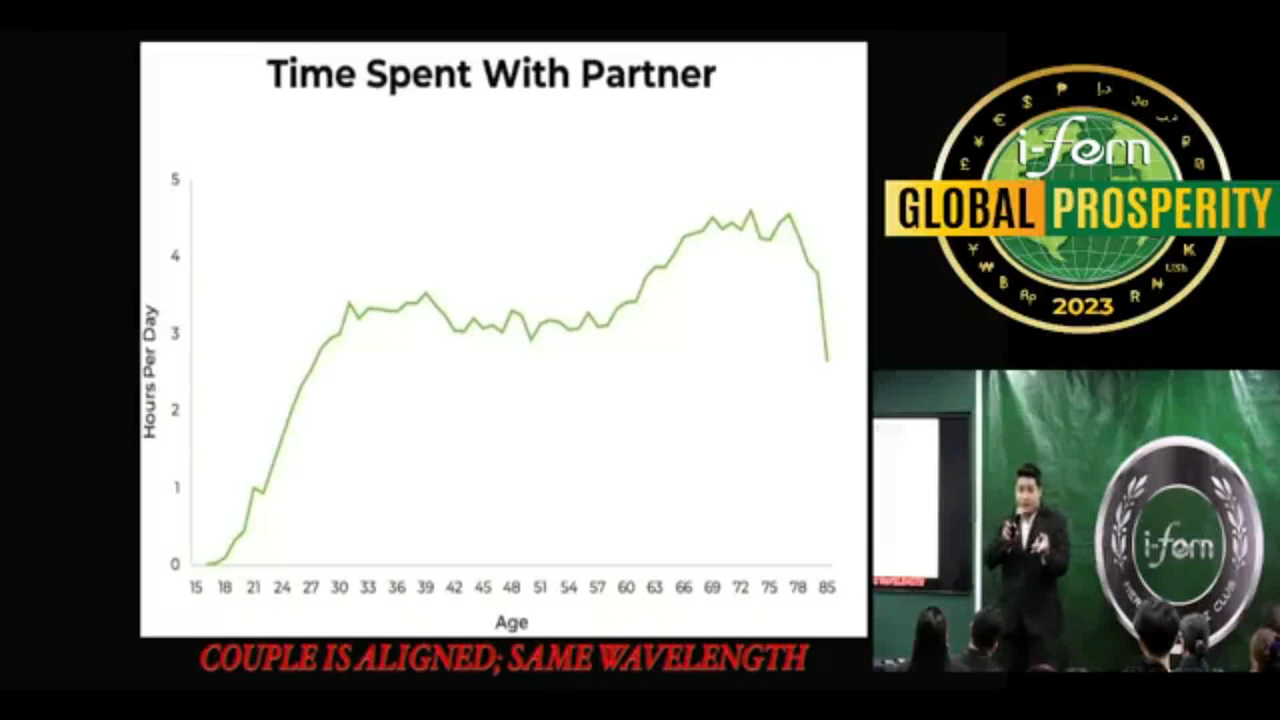 Time Spent With Partner
5
4
3
2
1
0
Hours Per Day
15 18 21 24 27 30 33 36 39 42 45 48 51 54 57 60 63 66 69 72 75 78 85
Age
COUPLE IS ALIGNED; SAME WAVELENGTH
i-fern
GLOBAL PROSPERITY
2023
i-fern